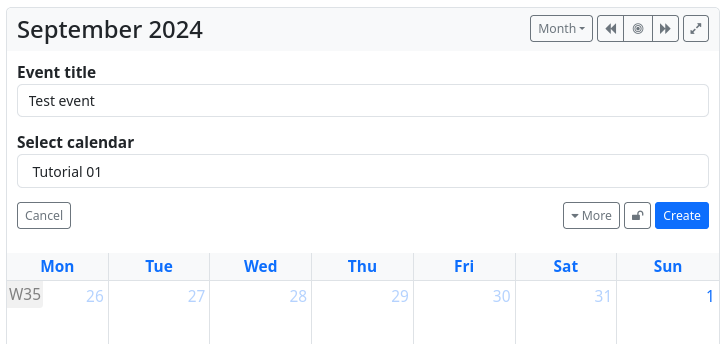 September 2024 Month
Event title
Test event
Select calendar
Tutorial 01
Cancel More Create
Mon Tue Wed Thu Fri Sat Sun
W35 26 27 28 29 30 31 1